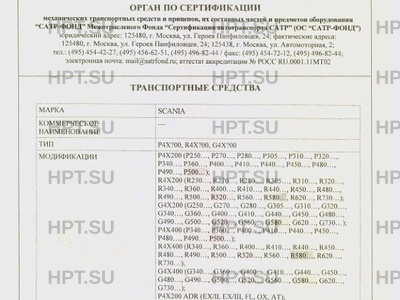 ОРГАН ПО СЕРТИФИКАЦИИ
механических транспортных средств и прицепов, их составных частей и предметов оборудования
"САТР-ФОНД" Межотраслевого Фонда "Сертификация автотранспорта САТР" (ОС "САТР-ФОНД")
юридический адрес: 125480, г. Москва, ул. Героев Панфиловцев, 24; фактические адреса:
125480, г. Москва, ул. Героев Панфиловцев, 24; 125438, г. Москва, ул. Автомоторная, 2;
тел.: (495) 454-42-27, (495) 456-62-51, (495) 496-82-44 / факс: (495) 454-72-12, (495) 496-82-44;
электронная почта: mail@satrfond.ru; аттестат аккредитации № РОСС RU.0001.11МТ02
HPT.SU HPT.SU HPT.SU
ТРАНСПОРТНЫЕ СРЕДСТВА
МАРКА SCANIA
КОММЕРЧЕСКОЕ НАИМЕНОВАНИЕ —
ТИП P4X700, R4X700, G4X700
МОДИФИКАЦИИ P4X200 (P250…, P270…, P280…, P305…, P310…, P320…,
P340…, P360…, P400…, P410…, P440…, P450…, P480…,
P490…, P500…);
R4X200 (R250…, R270…, R280…, R305…, R310…, R320…,
R340…, R360…, R400…, R410…, R440…, R450…, R480…,
R490…, R500…, R520…, R560…, R580…, R620…, R730…);
G4X200 (G250…, G270…, G280…, G305…, G310…, G320…,
G340…, G360…, G400…, G410…, G440…, G450…, G480…,
G490…, G500…, G520…, G560…, G580…, G620…, G730…);
P4X400 (P340…, P360…, P400…, P410…, P440…, P450…,
P480…, P490…, P500…);
R4X400 (R340…, R360…, R400…, R410…, R440…, R450…,
R480…, R490…, R500…, R520…, R560…, R580…, R620…,
R730…);
G4X400 (G340…, G360…, G400…, G410…, G440…, G450…,
G480…, G490…, G500…, G520…, G560…, G580…, G620…,
G730…);
P4X200 ADR (EX/II, EX/III, FL, OX, AT);